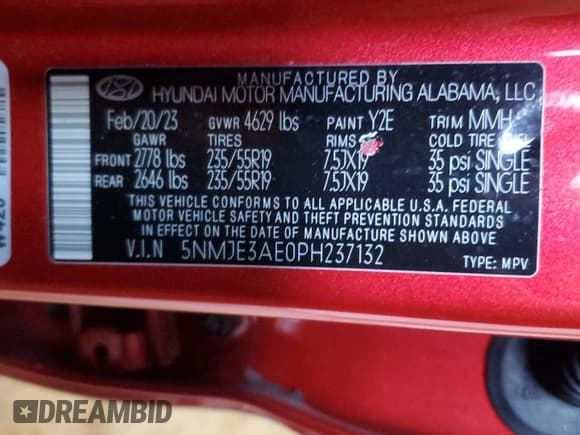 MANUFACTURED BY
HYUNDAI MOTOR MANUFACTURING ALABAMA, LLC
Feb/20/23 GVWR 4629 lbs PAINT Y2E TRIM MMH
GAWR TIRES RIMS COLD TIRE
FRONT 2778 lbs 235/55R19 7.5JX19 35 psi SINGLE
REAR 2646 lbs 235/55R19 7.5JX19 35 psi SINGLE
THIS VEHICLE CONFORMS TO ALL APPLICABLE U.S.A. FEDERAL
MOTOR VEHICLE SAFETY AND THEFT PREVENTION STANDARDS
IN EFFECT ON THE DATE OF MANUFACTURE SHOWN ABOVE.
V.I.N 5NMJE3AE0PH237132
TYPE: MPV
DREAMBID